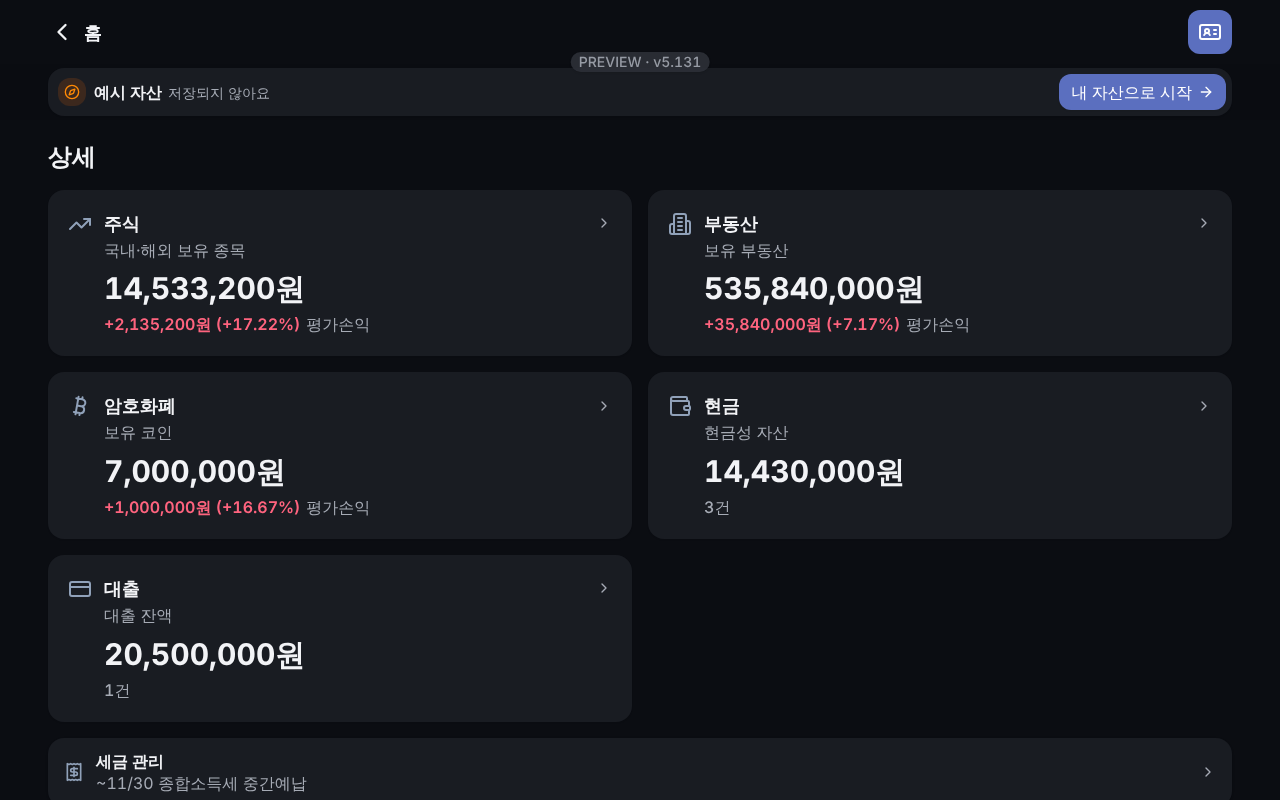 홈
PREVIEW · v5.131
예시 자산 저장되지 않아요
내 자산으로 시작 →
상세
주식
국내·해외 보유 종목
14,533,200원
+2,135,200원 (+17.22%) 평가손익
부동산
보유 부동산
535,840,000원
+35,840,000원 (+7.17%) 평가손익
암호화폐
보유 코인
7,000,000원
+1,000,000원 (+16.67%) 평가손익
현금
현금성 자산
14,430,000원
3건
대출
대출 잔액
20,500,000원
1건
세금 관리
~11/30 종합소득세 중간예납